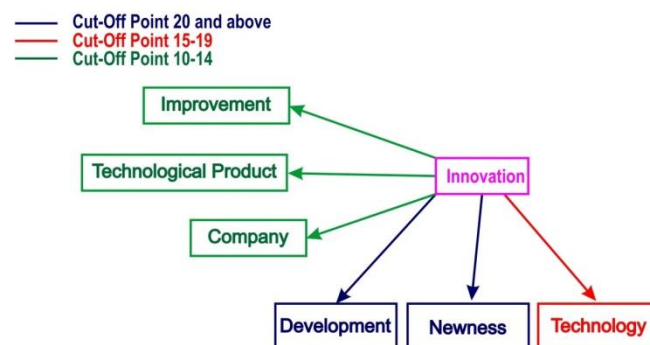 Cut-Off Point 20 and above
Cut-Off Point 15-19
Cut-Off Point 10-14
Improvement
Technological Product
Innovation
Company
Development
Newness
Technology